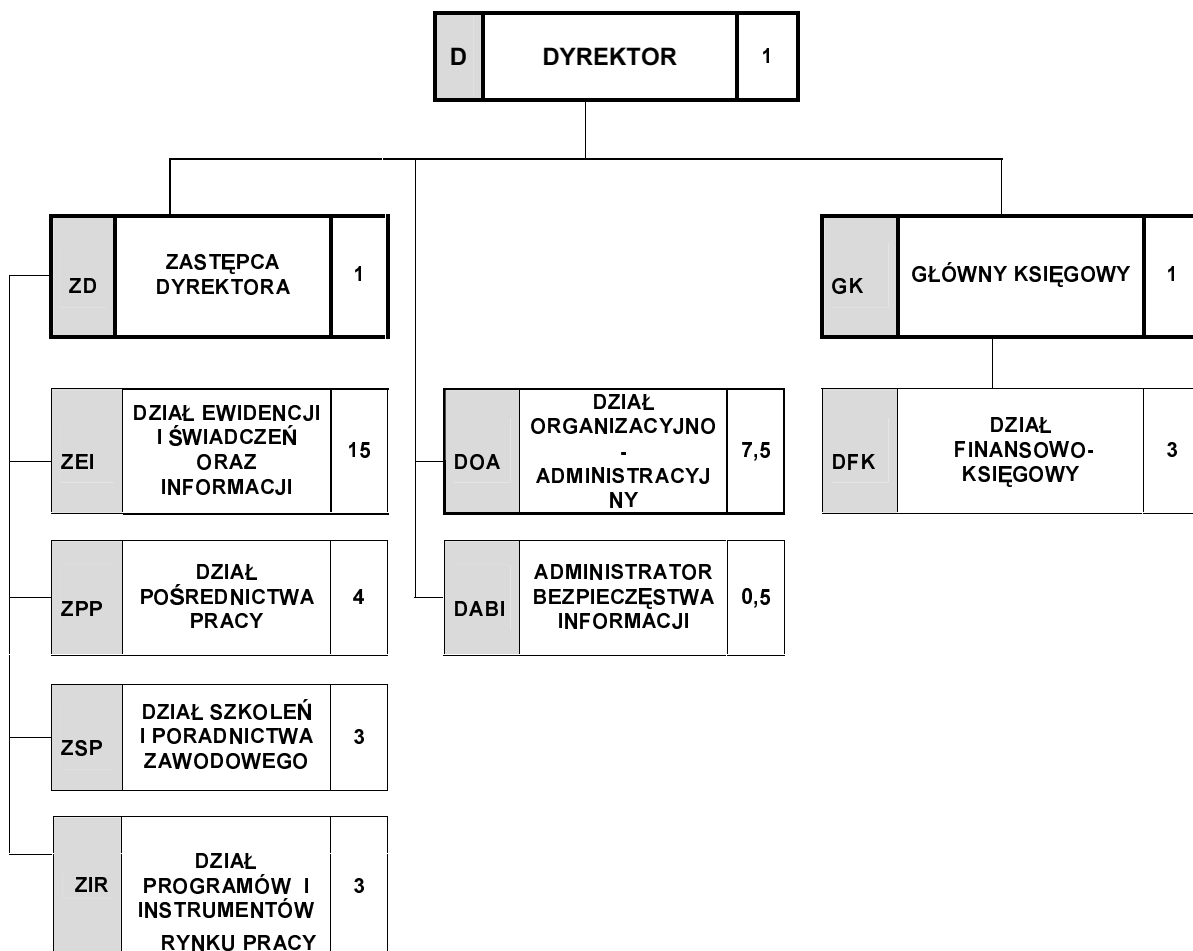 D
DYREKTOR
1
ZD
ZASTĘPCA
DYREKTORA
1
GK
GŁÓWNY KSIĘGOWY
1
ZEI
DZIAŁ EWIDENCJI
I ŚWIADCZEŃ
ORAZ
INFORMACJI
15
DOA
DZIAŁ
ORGANIZACYJNO
-
ADMINISTRACYJ
NY
7,5
DFK
DZIAŁ
FINANSOWO-
KSIĘGOWY
3
ZPP
DZIAŁ
POŚREDNICTWA
PRACY
4
DABI
ADMINISTRATOR
BEZPIECZĘSTWA
INFORMACJI
0,5
ZSP
DZIAŁ SZKOLEŃ
I PORADNICTWA
ZAWODOWEGO
3
ZIR
DZIAŁ
PROGRAMÓW I
INSTRUMENTÓW
RYNKU PRACY
3